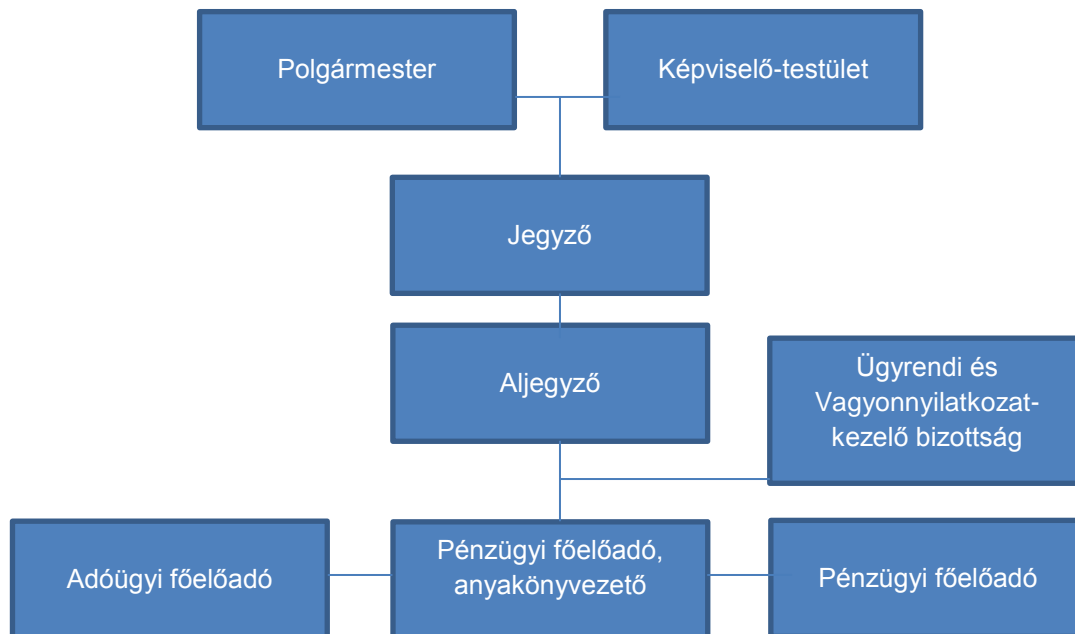 Polgármester
Képviselő-testület
Jegyző
Aljegyző
Ügyrendi és
Vagyonnyilatkozat-
kezelő bizottság
Adóügyi főelőadó
Pénzügyi főelőadó,
anyakönyvezető
Pénzügyi főelőadó